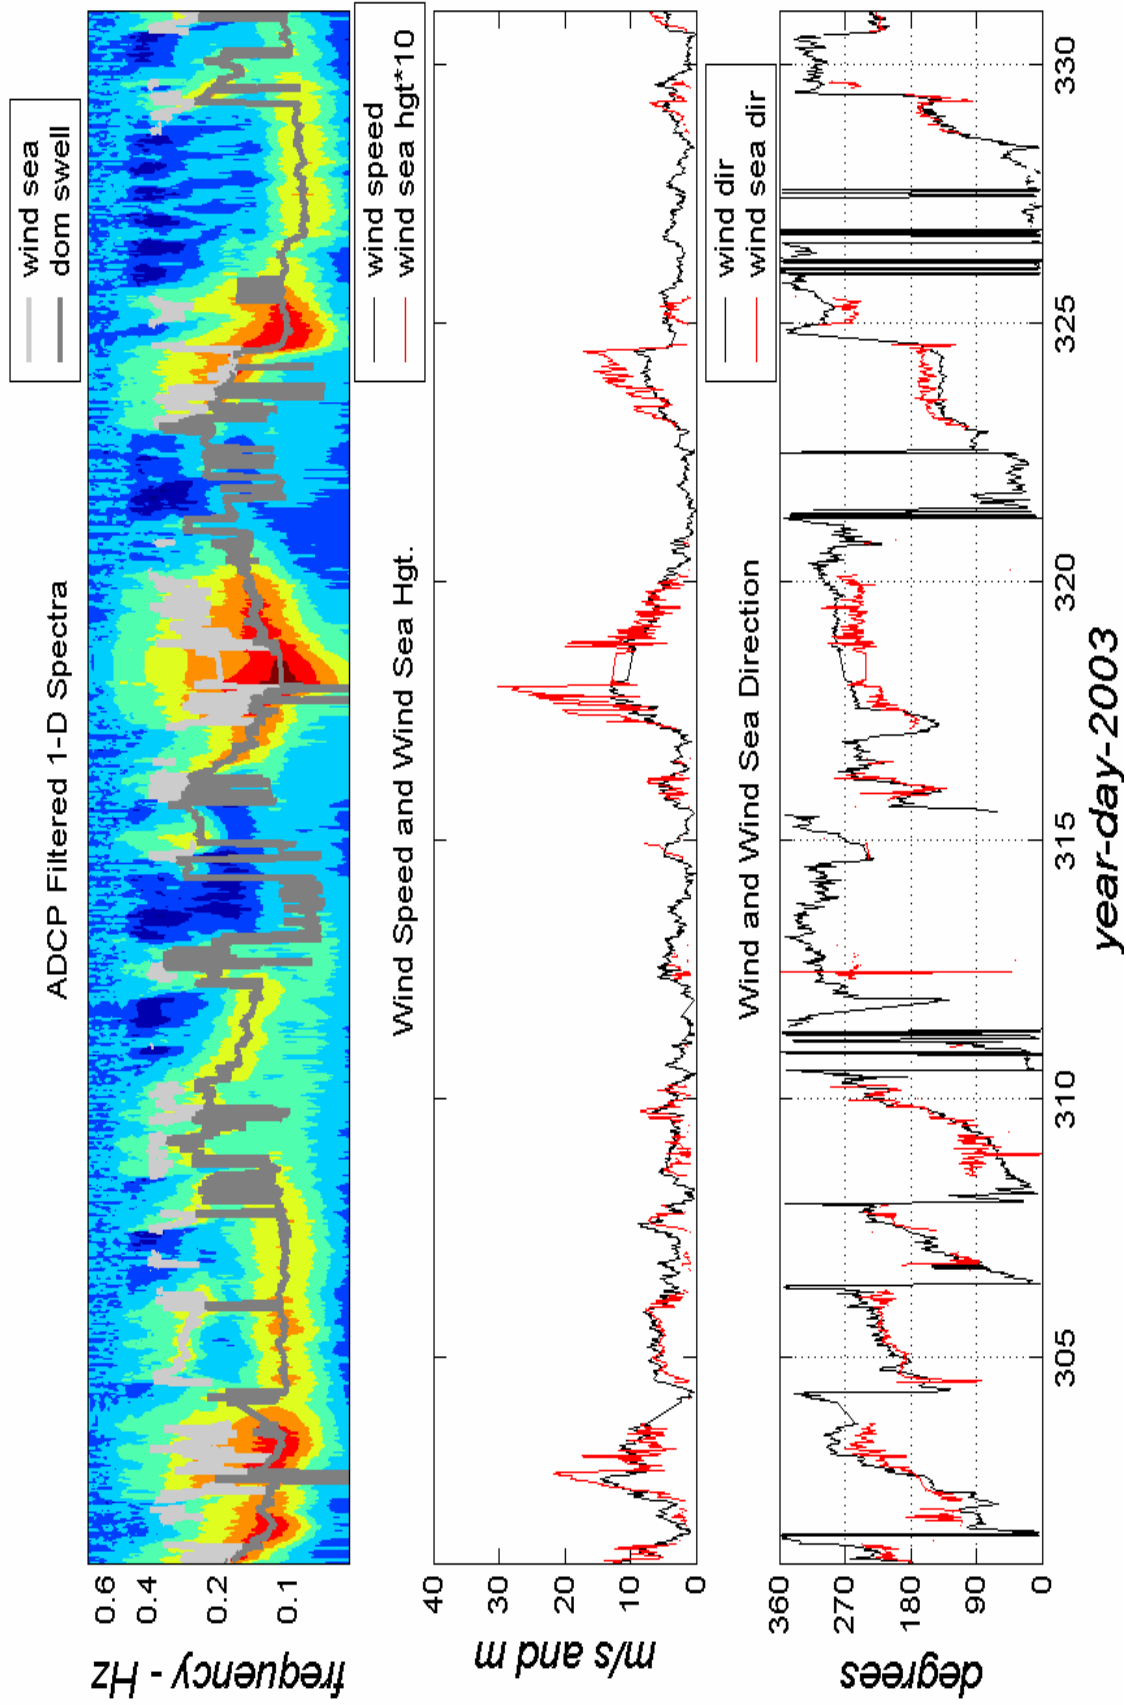 ADCP Filtered 1-D Spectra
wind sea
dom swell
frequency - Hz
0.6
0.4
0.2
0.1
Wind Speed and Wind Sea Hgt.
wind speed
wind sea hgt*10
m/s and m
40
30
20
10
0
Wind and Wind Sea Direction
wind dir
wind sea dir
degrees
360
270
180
90
0
305
310
315
320
325
330
year-day-2003